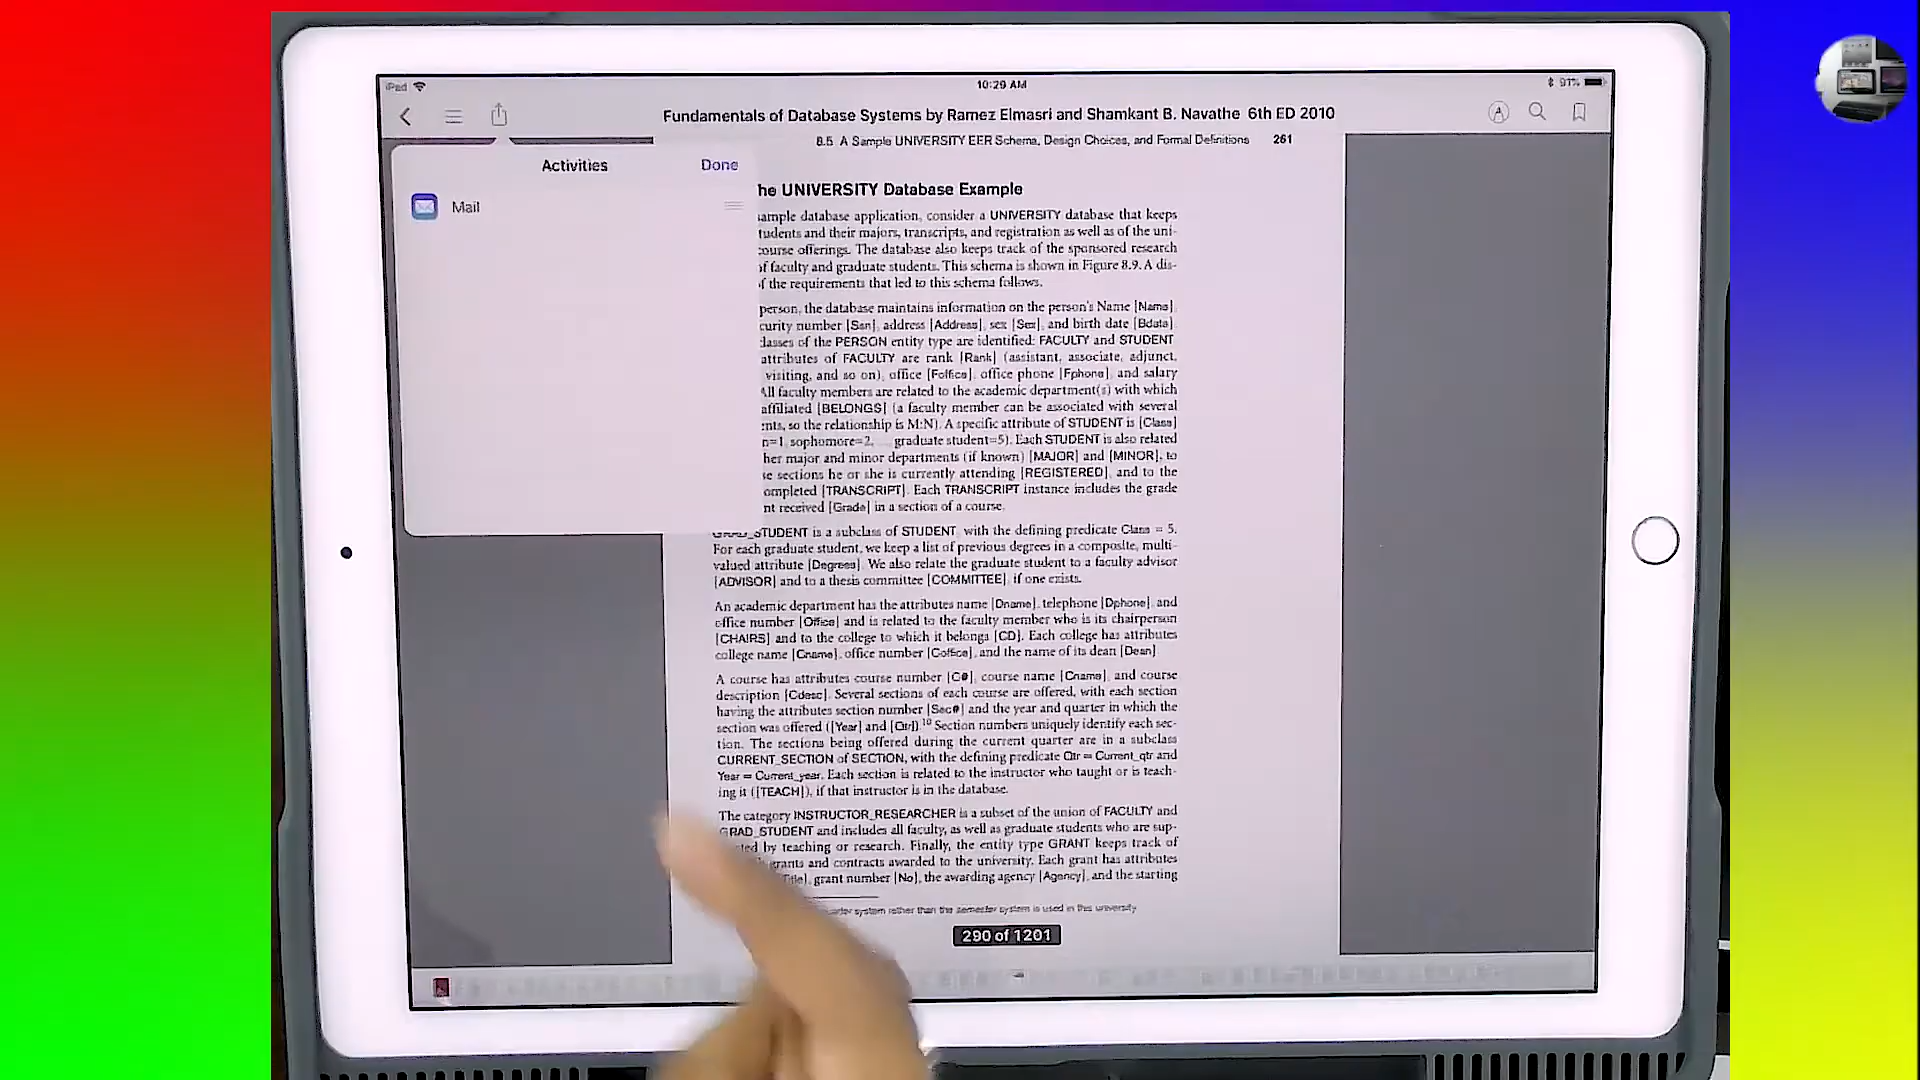 iPad
10:29 AM
97%
Fundamentals of Database Systems by Ramez Elmasri and Shamkant B. Navathe 6th ED 2010
8.5 A Sample UNIVERSITY EER Schema, Design Choices, and Formal Definitions 261
Activities
Done
Mail
he UNIVERSITY Database Example
ample database application, consider a UNIVERSITY database that keeps
tudents and their majors, transcripts, and registration as well as of the uni-
course offerings. The database also keeps track of the sponsored research
of faculty and graduate students. This schema is shown in Figure 8.9. A dis-
of the requirements that led to this schema follows.
person, the database maintains information on the person's Name [Name],
curity number [Ssn], address [Address], sex [Sex], and birth date [Bdate]
lasses of the PERSON entity type are identified: FACULTY and STUDENT
attributes of FACULTY are rank [Rank] (assistant, associate, adjunct,
visiting, and so on), office [Foffice], office phone [Fphone], and salary
All faculty members are related to the academic department(s) with which
affiliated [BELONGS] (a faculty member can be associated with several
nts, so the relationship is M:N). A specific attribute of STUDENT is [Class]
n=1, sophomore=2, ... graduate student=5). Each STUDENT is also related
her major and minor departments (if known) [MAJOR] and [MINOR], to
se sections he or she is currently attending [REGISTERED], and to the
ompleted [TRANSCRIPT]. Each TRANSCRIPT instance includes the grade
nt received [Grade] in a section of a course.
GRAD_STUDENT is a subclass of STUDENT, with the defining predicate Class = 5.
For each graduate student, we keep a list of previous degrees in a composite, multi-
valued attribute [Degrees]. We also relate the graduate student to a faculty advisor
[ADVISOR] and to a thesis committee [COMMITTEE], if one exists.
An academic department has the attributes name [Dname], telephone [Dphone], and
office number [Office] and is related to the faculty member who is its chairperson
[CHAIRS] and to the college to which it belongs [CD]. Each college has attributes
college name [Cname], office number [Coffice], and the name of its dean [Dean]
A course has attributes course number [C#], course name [Cname], and course
description [Cdesc]. Several sections of each course are offered, with each section
having the attributes section number [Sec#] and the year and quarter in which the
section was offered ([Year] and [Qtr]).10 Section numbers uniquely identify each sec-
tion. The sections being offered during the current quarter are in a subclass
CURRENT_SECTION of SECTION, with the defining predicate Qtr = Current_qtr and
Year = Current_year. Each section is related to the instructor who taught or is teach-
ing it ([TEACH]), if that instructor is in the database.
The category INSTRUCTOR_RESEARCHER is a subset of the union of FACULTY and
GRAD_STUDENT and includes all faculty, as well as graduate students who are sup-
ted by teaching or research. Finally, the entity type GRANT keeps track of
grants and contracts awarded to the university. Each grant has attributes
Title], grant number [No], the awarding agency [Agency], and the starting
system rather than the semester system is used in this university
290 of 1201